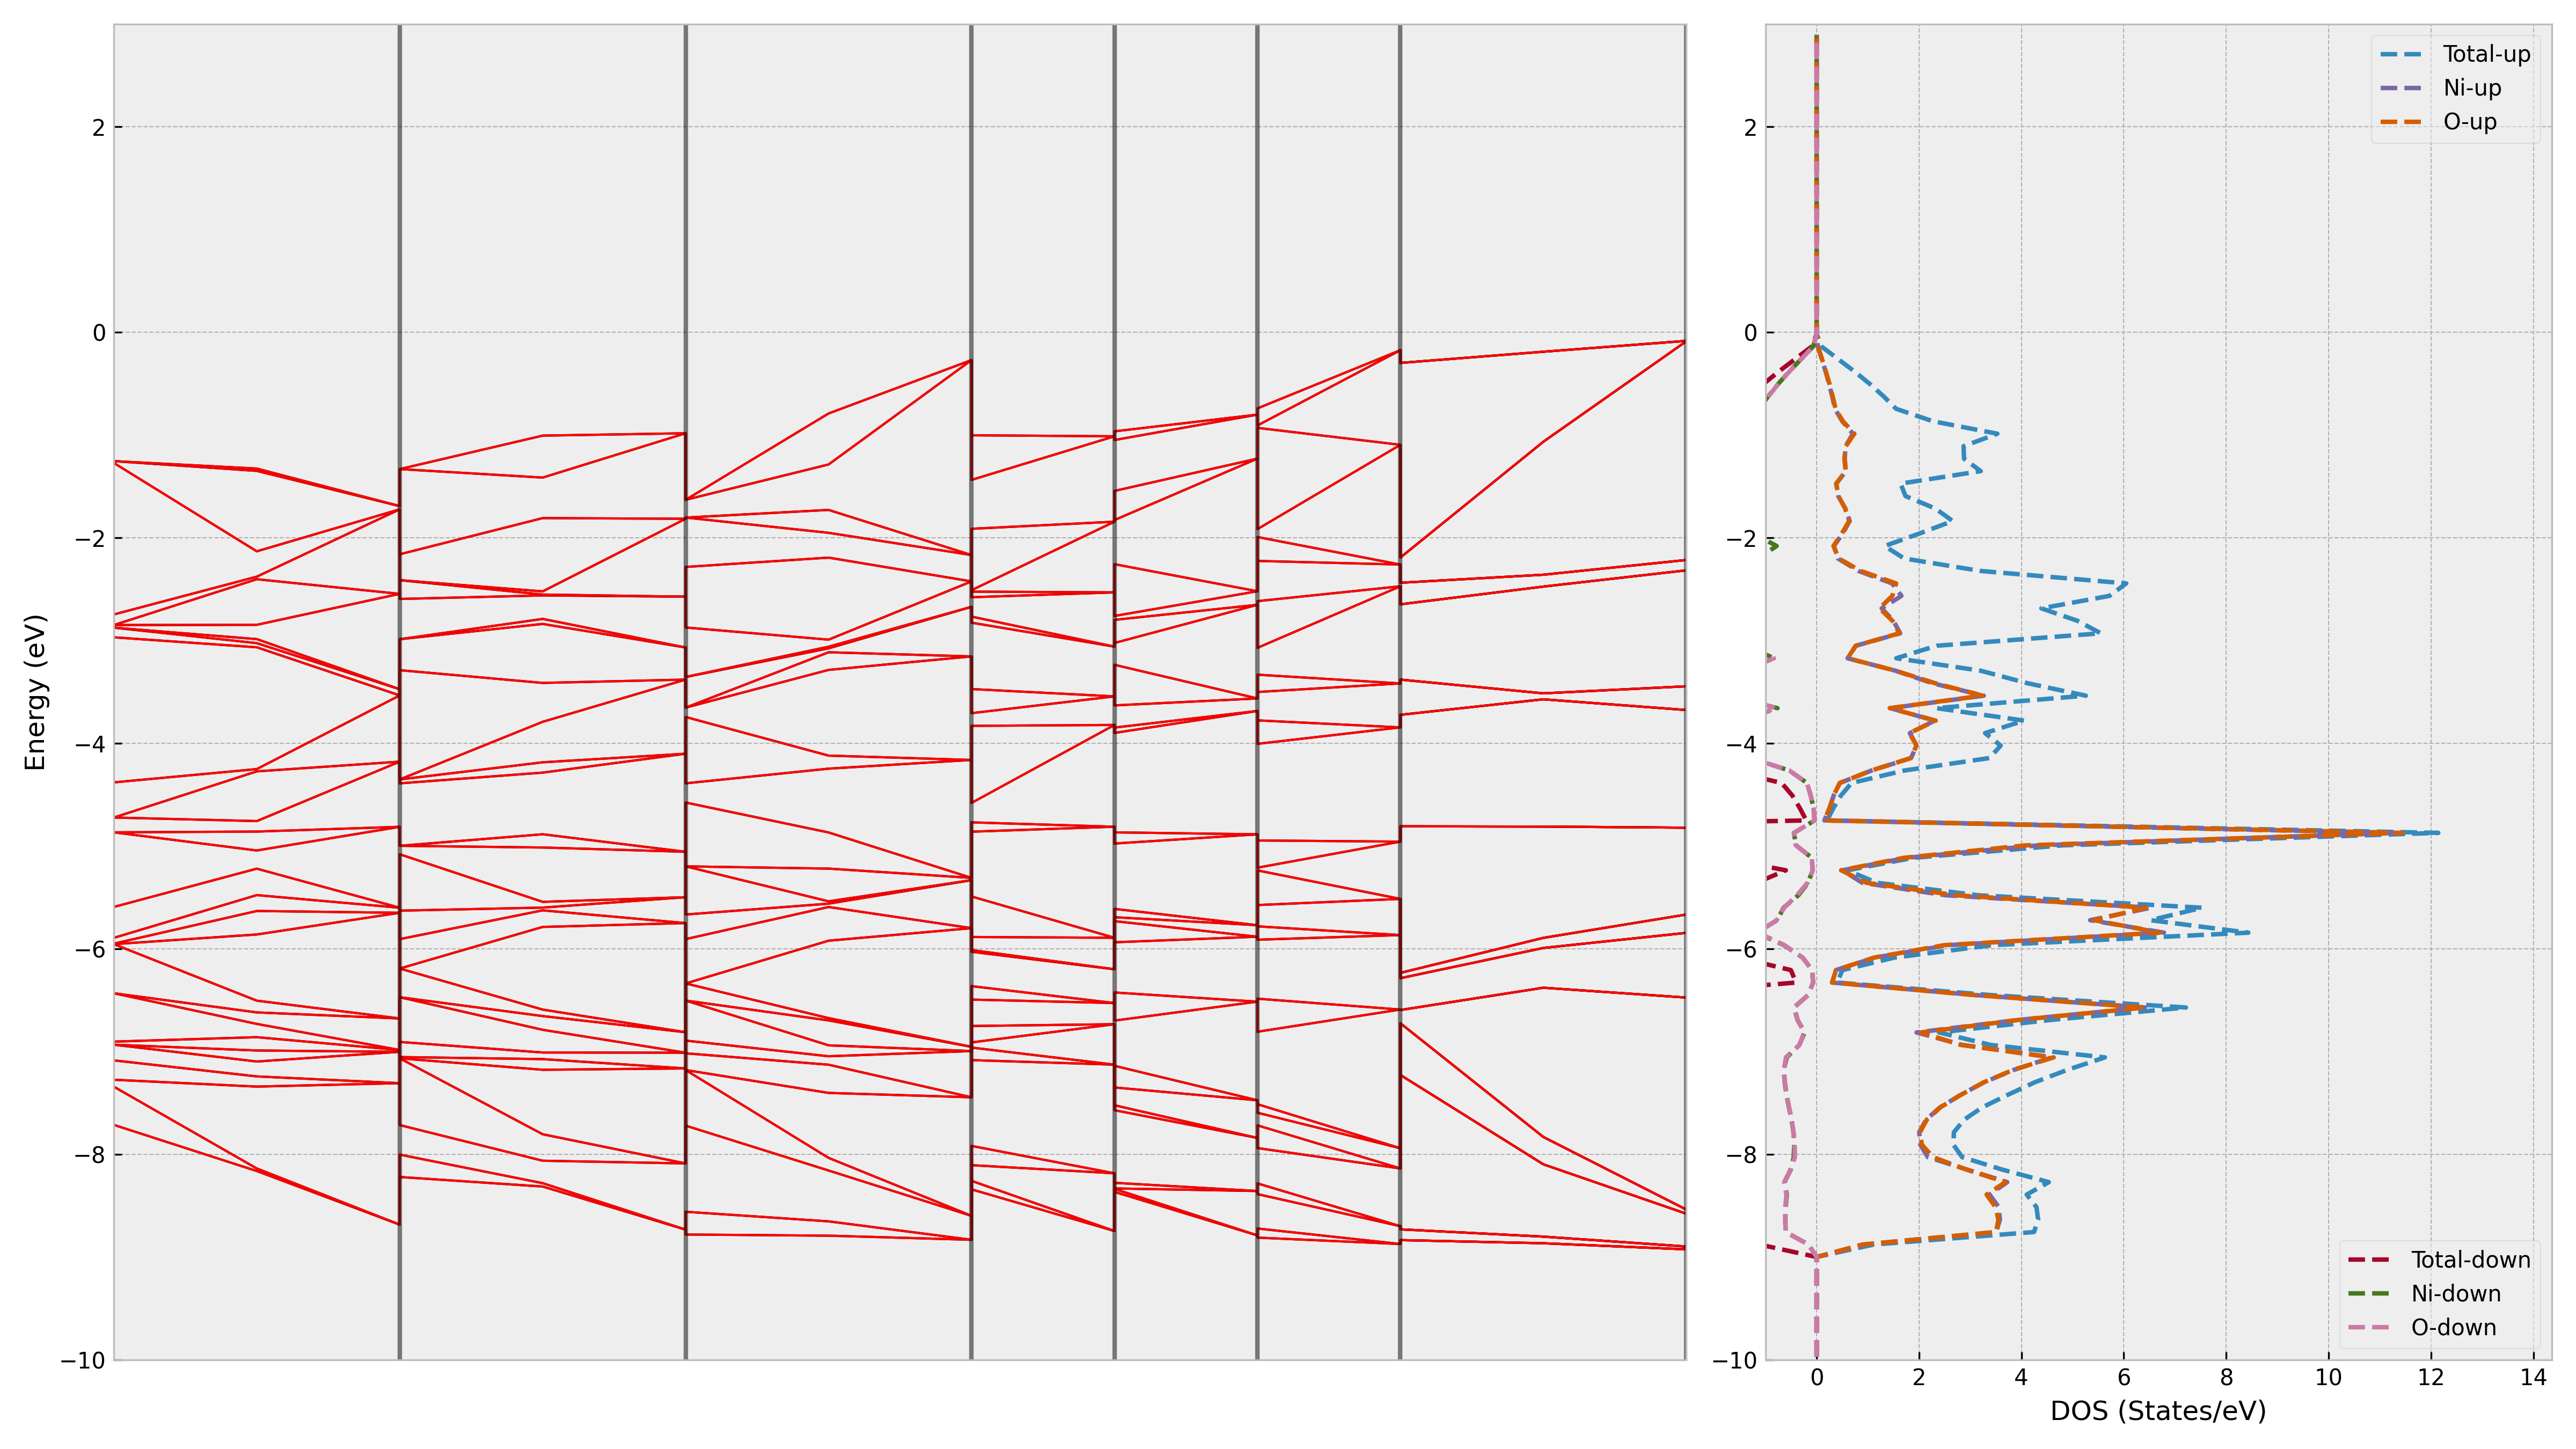 Energy (eV)
2
0
−2
−4
−6
−8
−10
2
0
−2
−4
−6
−8
−10
Total-up
Ni-up
O-up
Total-down
Ni-down
O-down
0 2 4 6 8 10 12 14
DOS (States/eV)